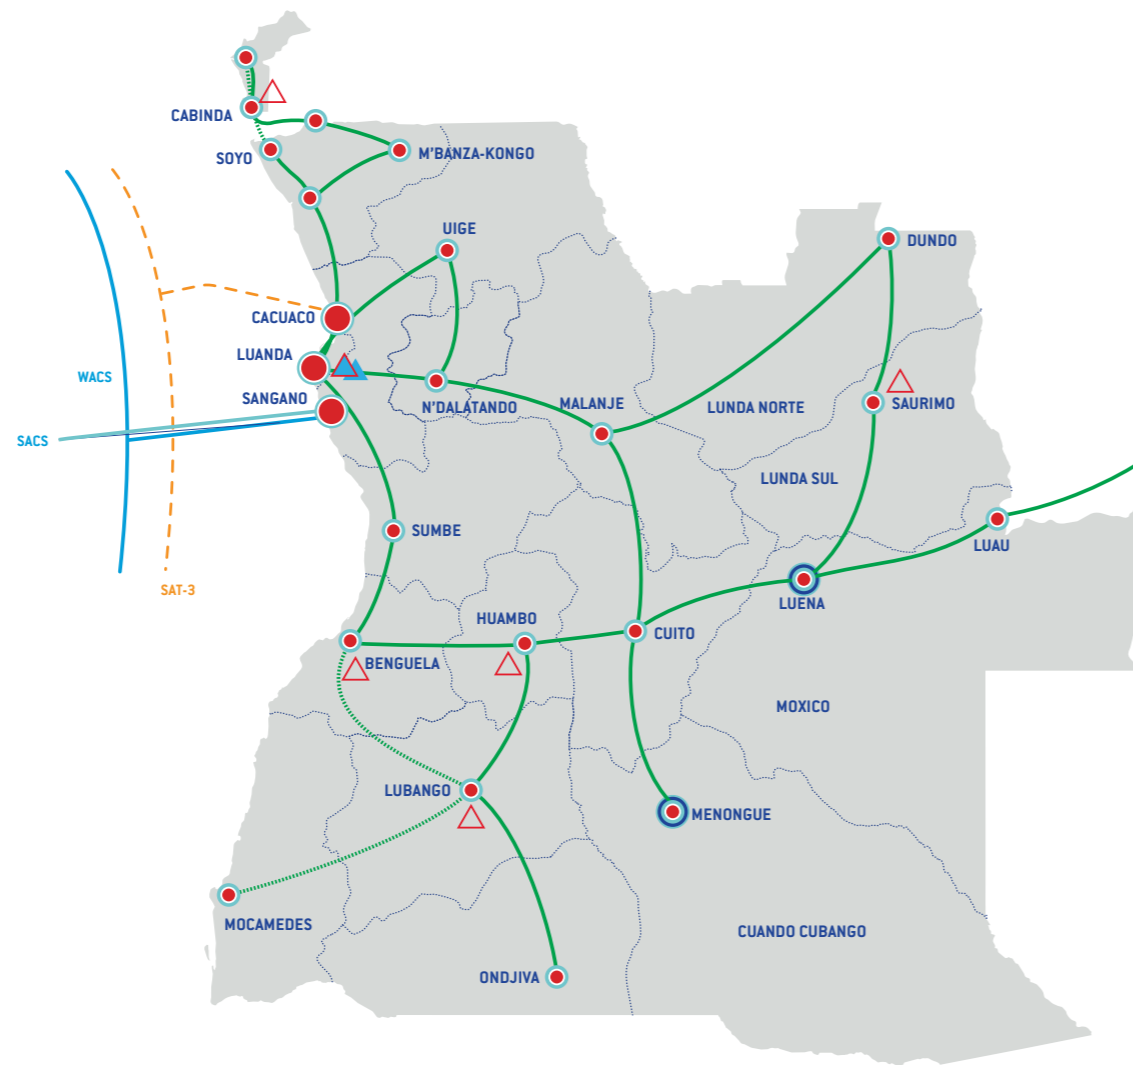 CABINDA
SOYO
M'BANZA-KONGO
UIGE
DUNDO
CACUACO
LUANDA
WACS
SANGANO
N'DALATANDO
MALANJE
LUNDA NORTE
SAURIMO
SACS
LUNDA SUL
SUMBE
LUAU
SAT-3
LUENA
HUAMBO
CUITO
BENGUELA
MOXICO
LUBANGO
MENONGUE
MOCAMEDES
CUANDO CUBANGO
ONDJIVA